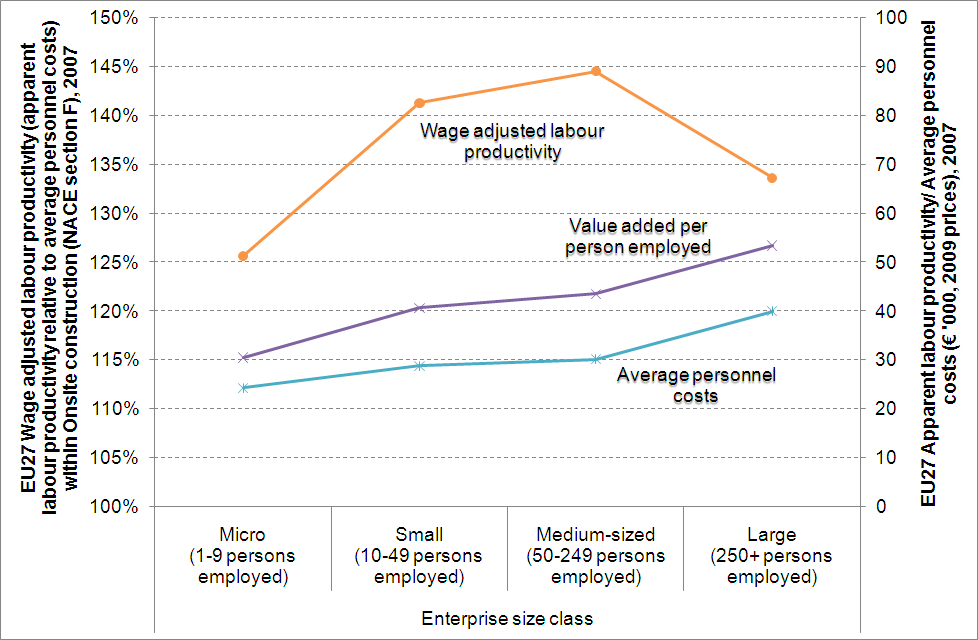 EU27 Wage adjusted labour productivity (apparent
labour productivity relative to average personnel costs)
within Onsite construction (NACE section F), 2007
150%
145%
140%
135%
130%
125%
120%
115%
110%
105%
100%
Wage adjusted labour
productivity
Value added per
person employed
Average personnel
costs
100
90
80
70
60
50
40
30
20
10
0
EU27 Apparent labour productivity/ Average personnel
costs (€ '000, 2009 prices), 2007
Micro
(1-9 persons
employed)
Small
(10-49 persons
employed)
Medium-sized
(50-249 persons
employed)
Large
(250+ persons
employed)
Enterprise size class